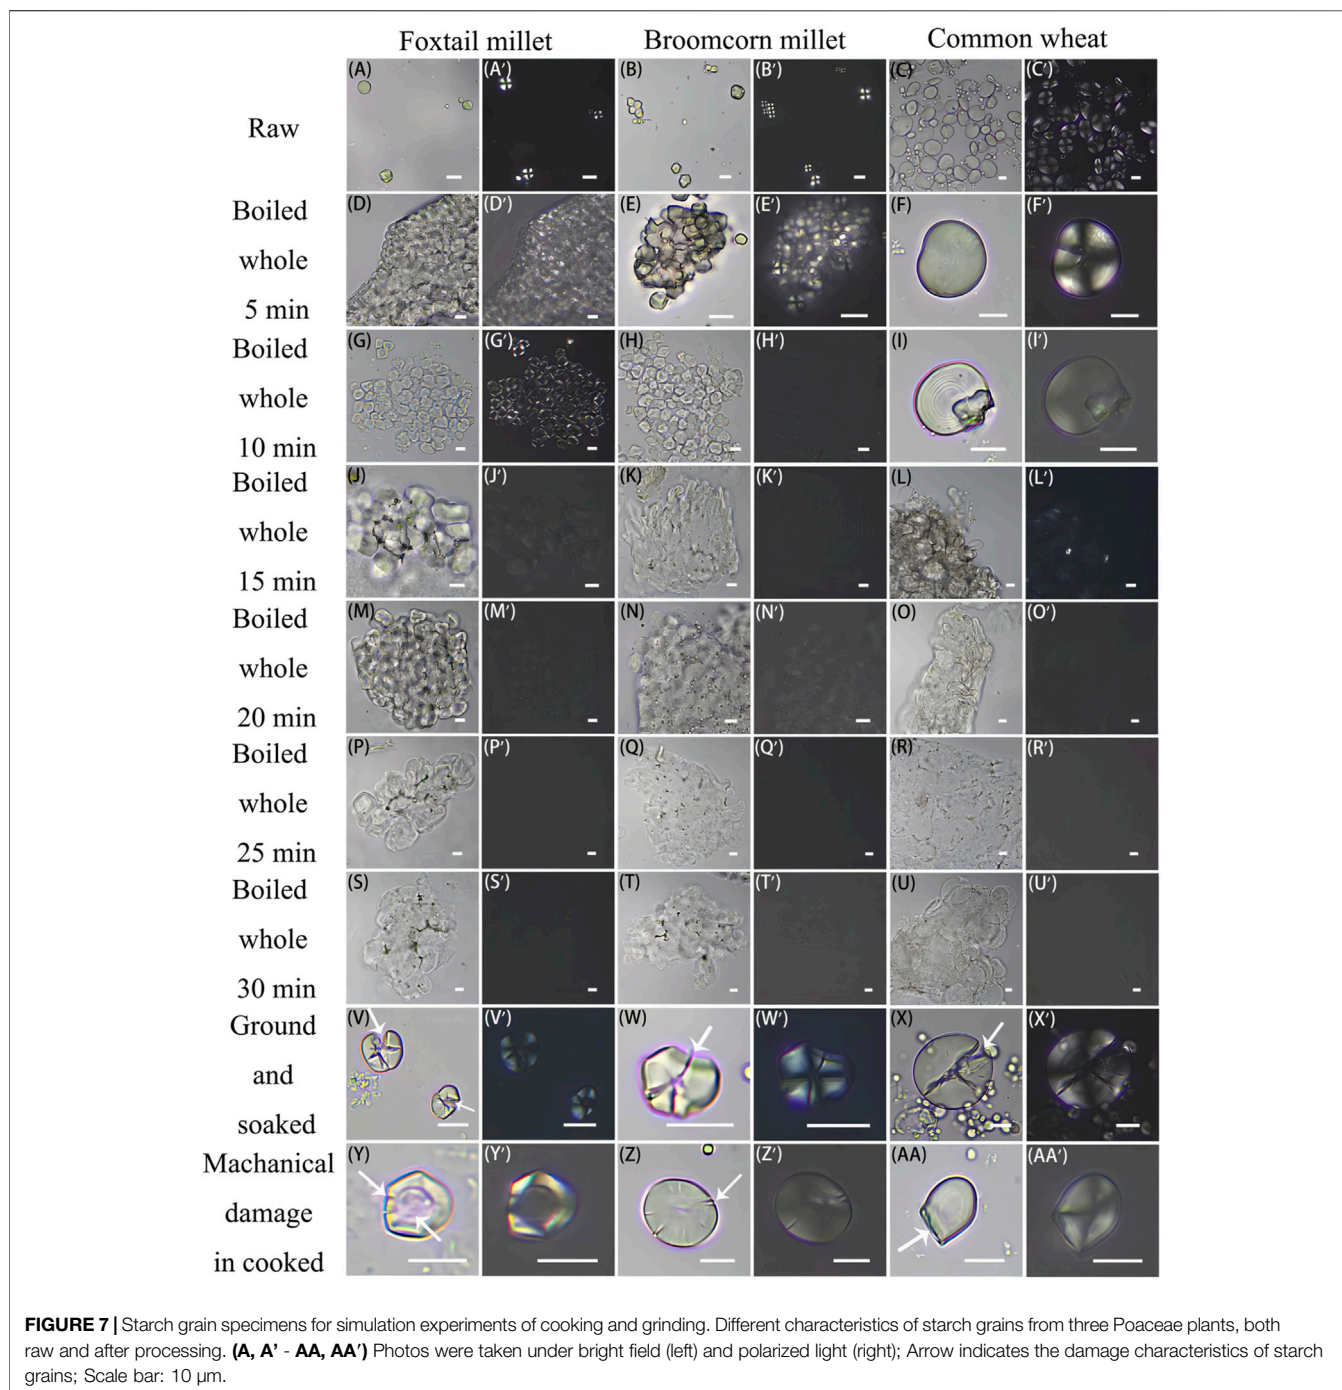 Foxtail millet Broomcorn millet Common wheat
Raw
(A) (A') (B) (B') (C) (C')
Boiled
whole
5 min
(D) (D') (E) (E') (F) (F')
Boiled
whole
10 min
(G) (G') (H) (H') (I) (I')
Boiled
whole
15 min
(J) (J') (K) (K') (L) (L')
Boiled
whole
20 min
(M) (M') (N) (N') (O) (O')
Boiled
whole
25 min
(P) (P') (Q) (Q') (R) (R')
Boiled
whole
30 min
(S) (S') (T) (T') (U) (U')
Ground
and
soaked
(V) (V') (W) (W') (X) (X')
Machanical
damage
in cooked
(Y) (Y') (Z) (Z') (AA) (AA')
FIGURE 7 | Starch grain specimens for simulation experiments of cooking and grinding. Different characteristics of starch grains from three Poaceae plants, both
raw and after processing. (A, A' - AA, AA') Photos were taken under bright field (left) and polarized light (right); Arrow indicates the damage characteristics of starch
grains; Scale bar: 10 μm.